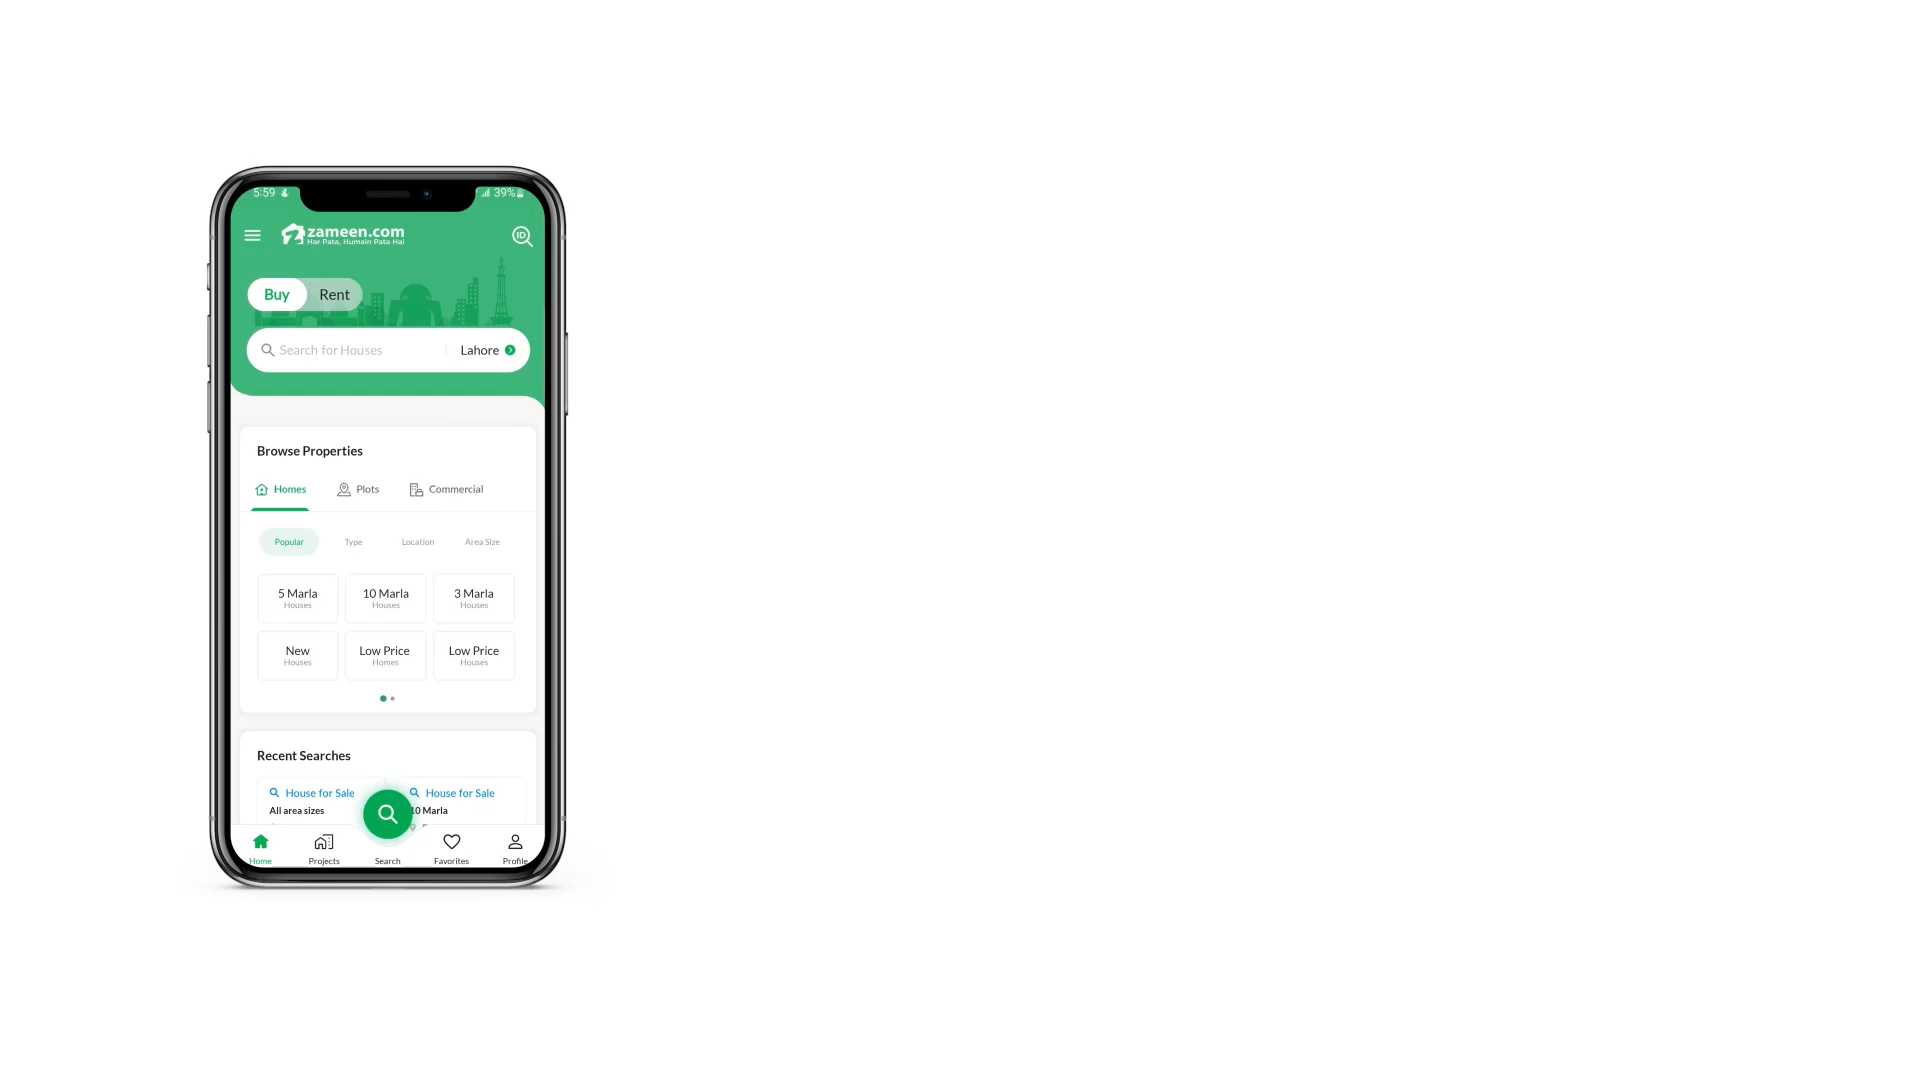 5:59
39%
zameen.com
Har Pata, Humain Pata Hai
ID
Buy Rent
Search for Houses Lahore
Browse Properties
Homes Plots Commercial
Popular Type Location Area Size
5 Marla 10 Marla 3 Marla
Houses Houses Houses
New Low Price Low Price
Houses Homes Houses
Recent Searches
House for Sale House for Sale
All area sizes 10 Marla
Home Projects Search Favorites Profile